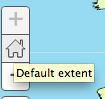 +
Default extent